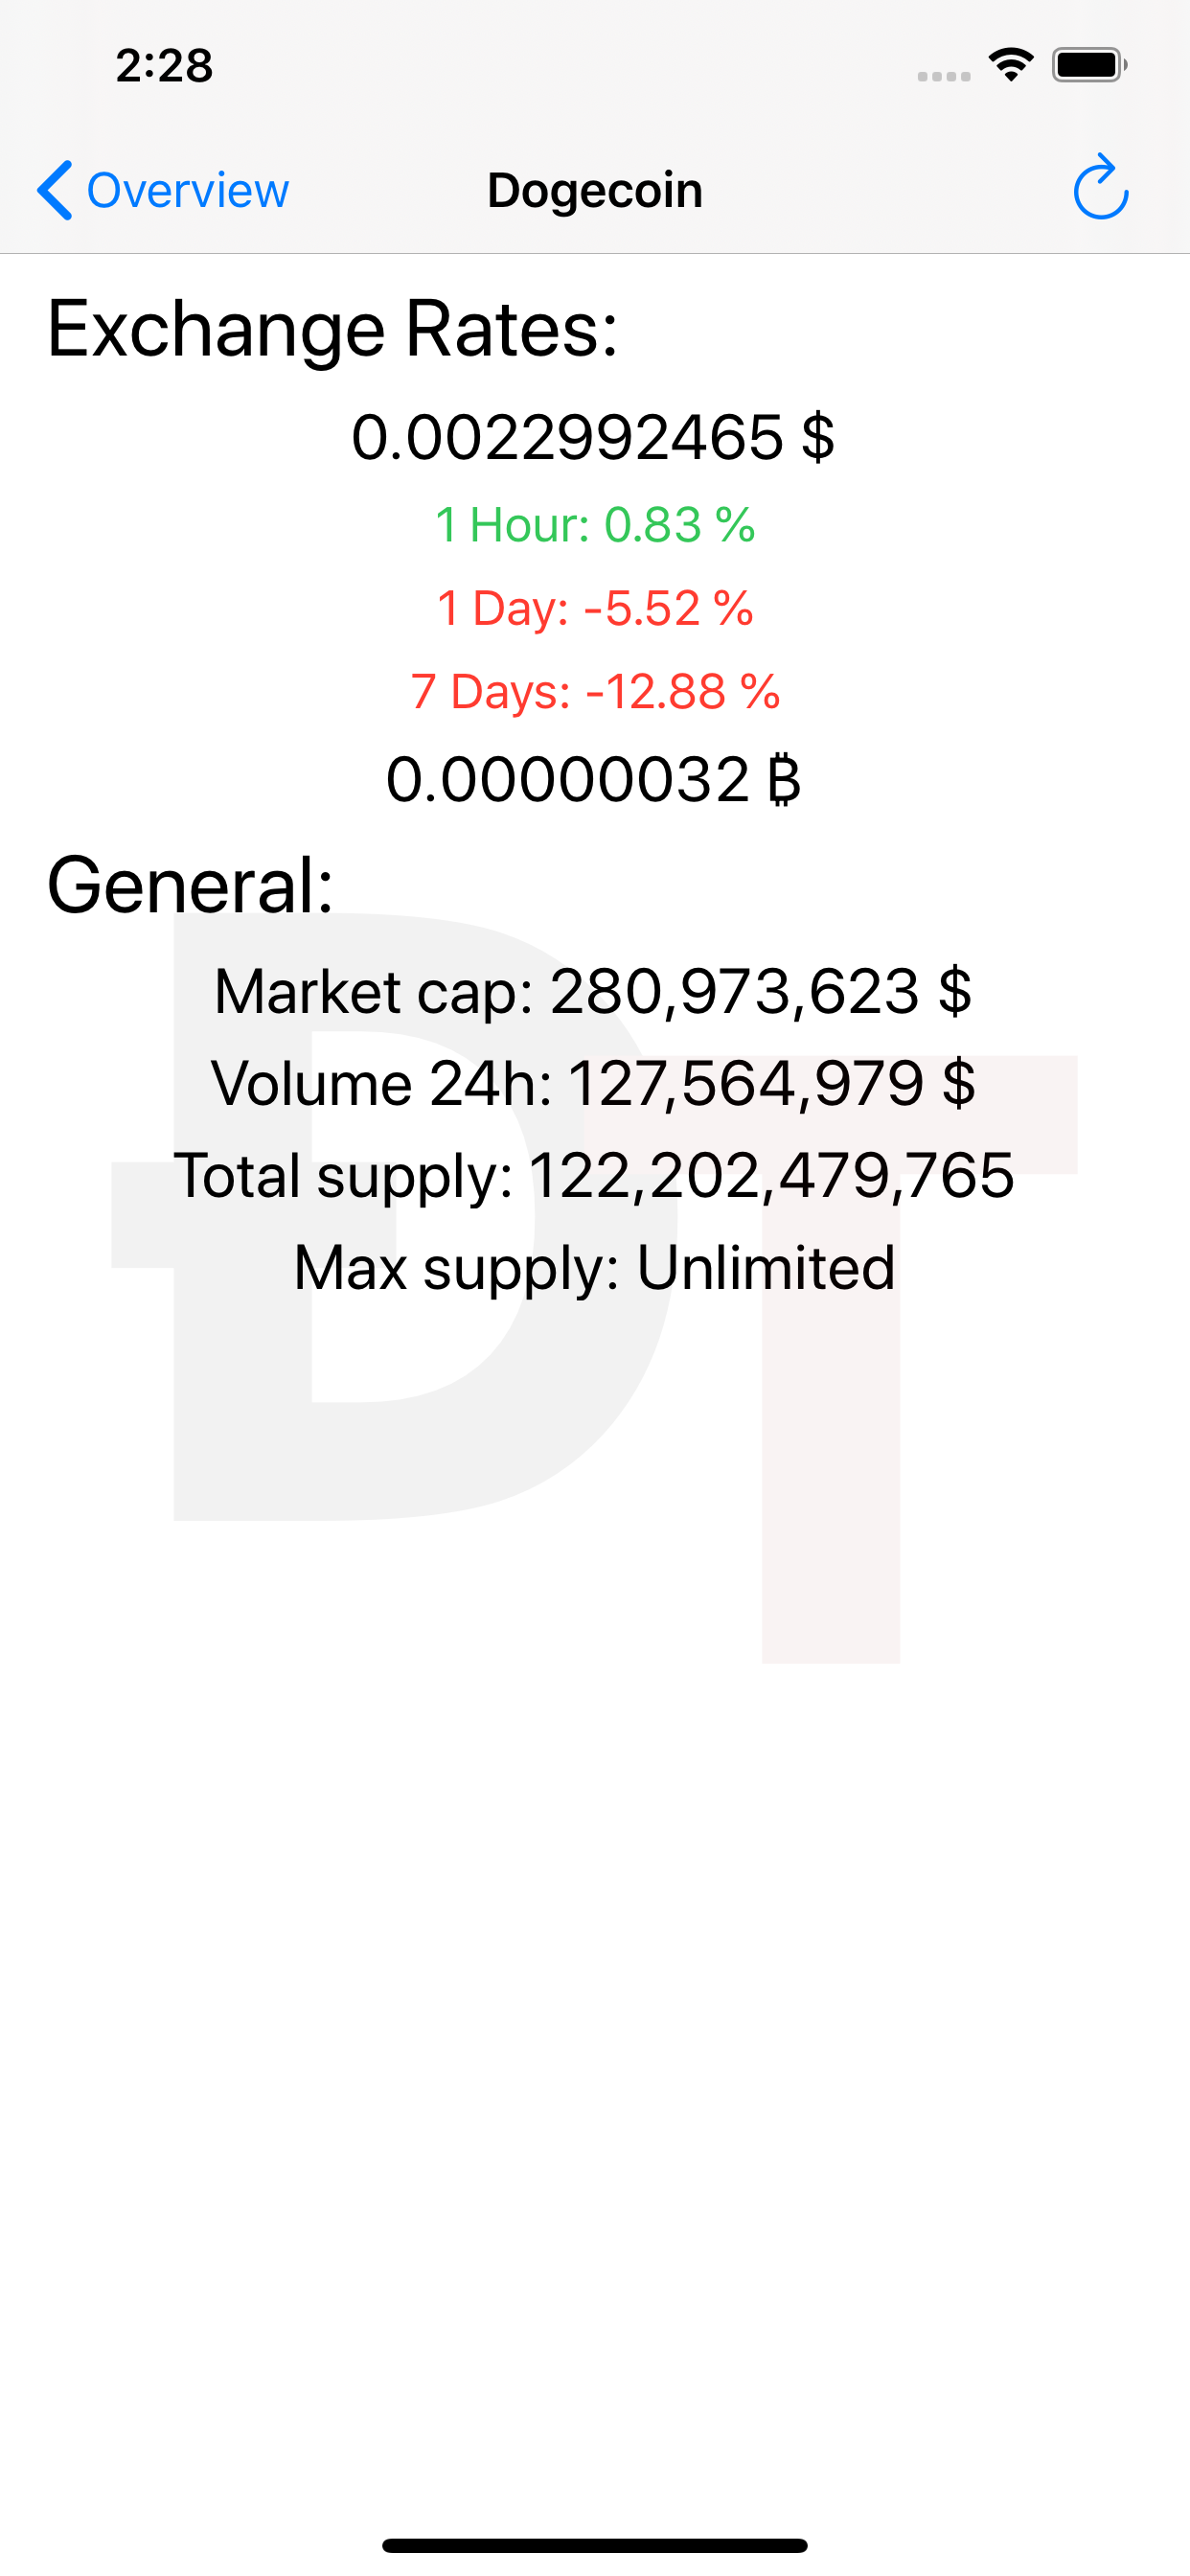 2:28
Overview
Dogecoin
Exchange Rates:
0.0022992465 $
1 Hour: 0.83 %
1 Day: -5.52 %
7 Days: -12.88 %
0.00000032 ₿
General:
Market cap: 280,973,623 $
Volume 24h: 127,564,979 $
Total supply: 122,202,479,765
Max supply: Unlimited
ÐT